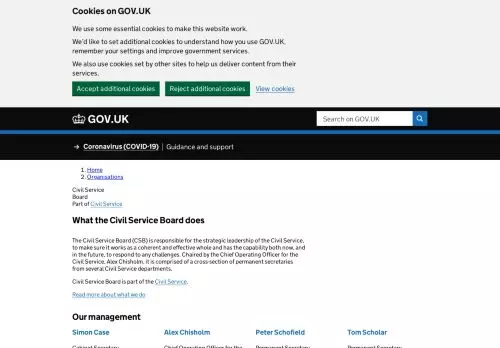 Cookies on GOV.UK
We use some essential cookies to make this website work.
We'd like to set additional cookies to understand how you use GOV.UK,
remember your settings and improve government services.
We also use cookies set by other sites to help us deliver content from their
services.
Accept additional cookies Reject additional cookies View cookies
GOV.UK Search on GOV.UK
→ Coronavirus (COVID-19) Guidance and support
1. Home
2. Organisations
Civil Service
Board
Part of Civil Service
What the Civil Service Board does
The Civil Service Board (CSB) is responsible for the strategic leadership of the Civil Service,
to make sure it works as a coherent and effective whole and has the capability both now, and
in the future, to respond to any challenges. Chaired by the Chief Operating Officer for the
Civil Service, Alex Chisholm, it is comprised of a cross-section of permanent secretaries
from several Civil Service departments.
Civil Service Board is part of the Civil Service.
Read more about what we do
Our management
Simon Case Alex Chisholm Peter Schofield Tom Scholar
Cabinet Secretary Chief Operating Officer for the Permanent Secretary Permanent Secretary